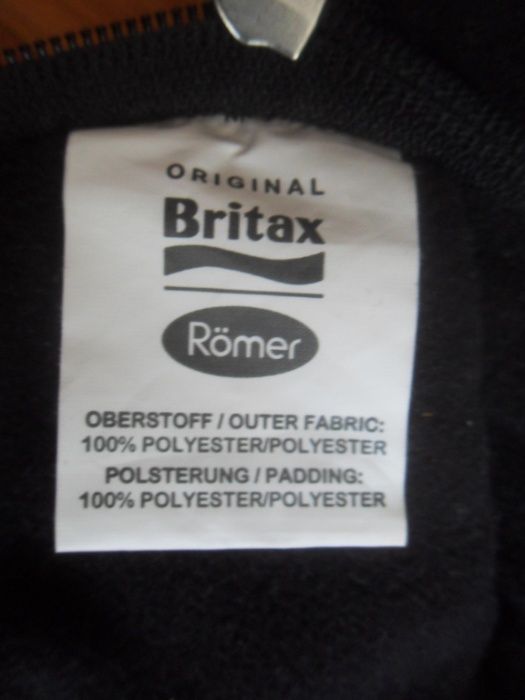 ORIGINAL
Britax
Römer
OBERSTOFF / OUTER FABRIC:
100% POLYESTER/POLYESTER
POLSTERUNG / PADDING:
100% POLYESTER/POLYESTER